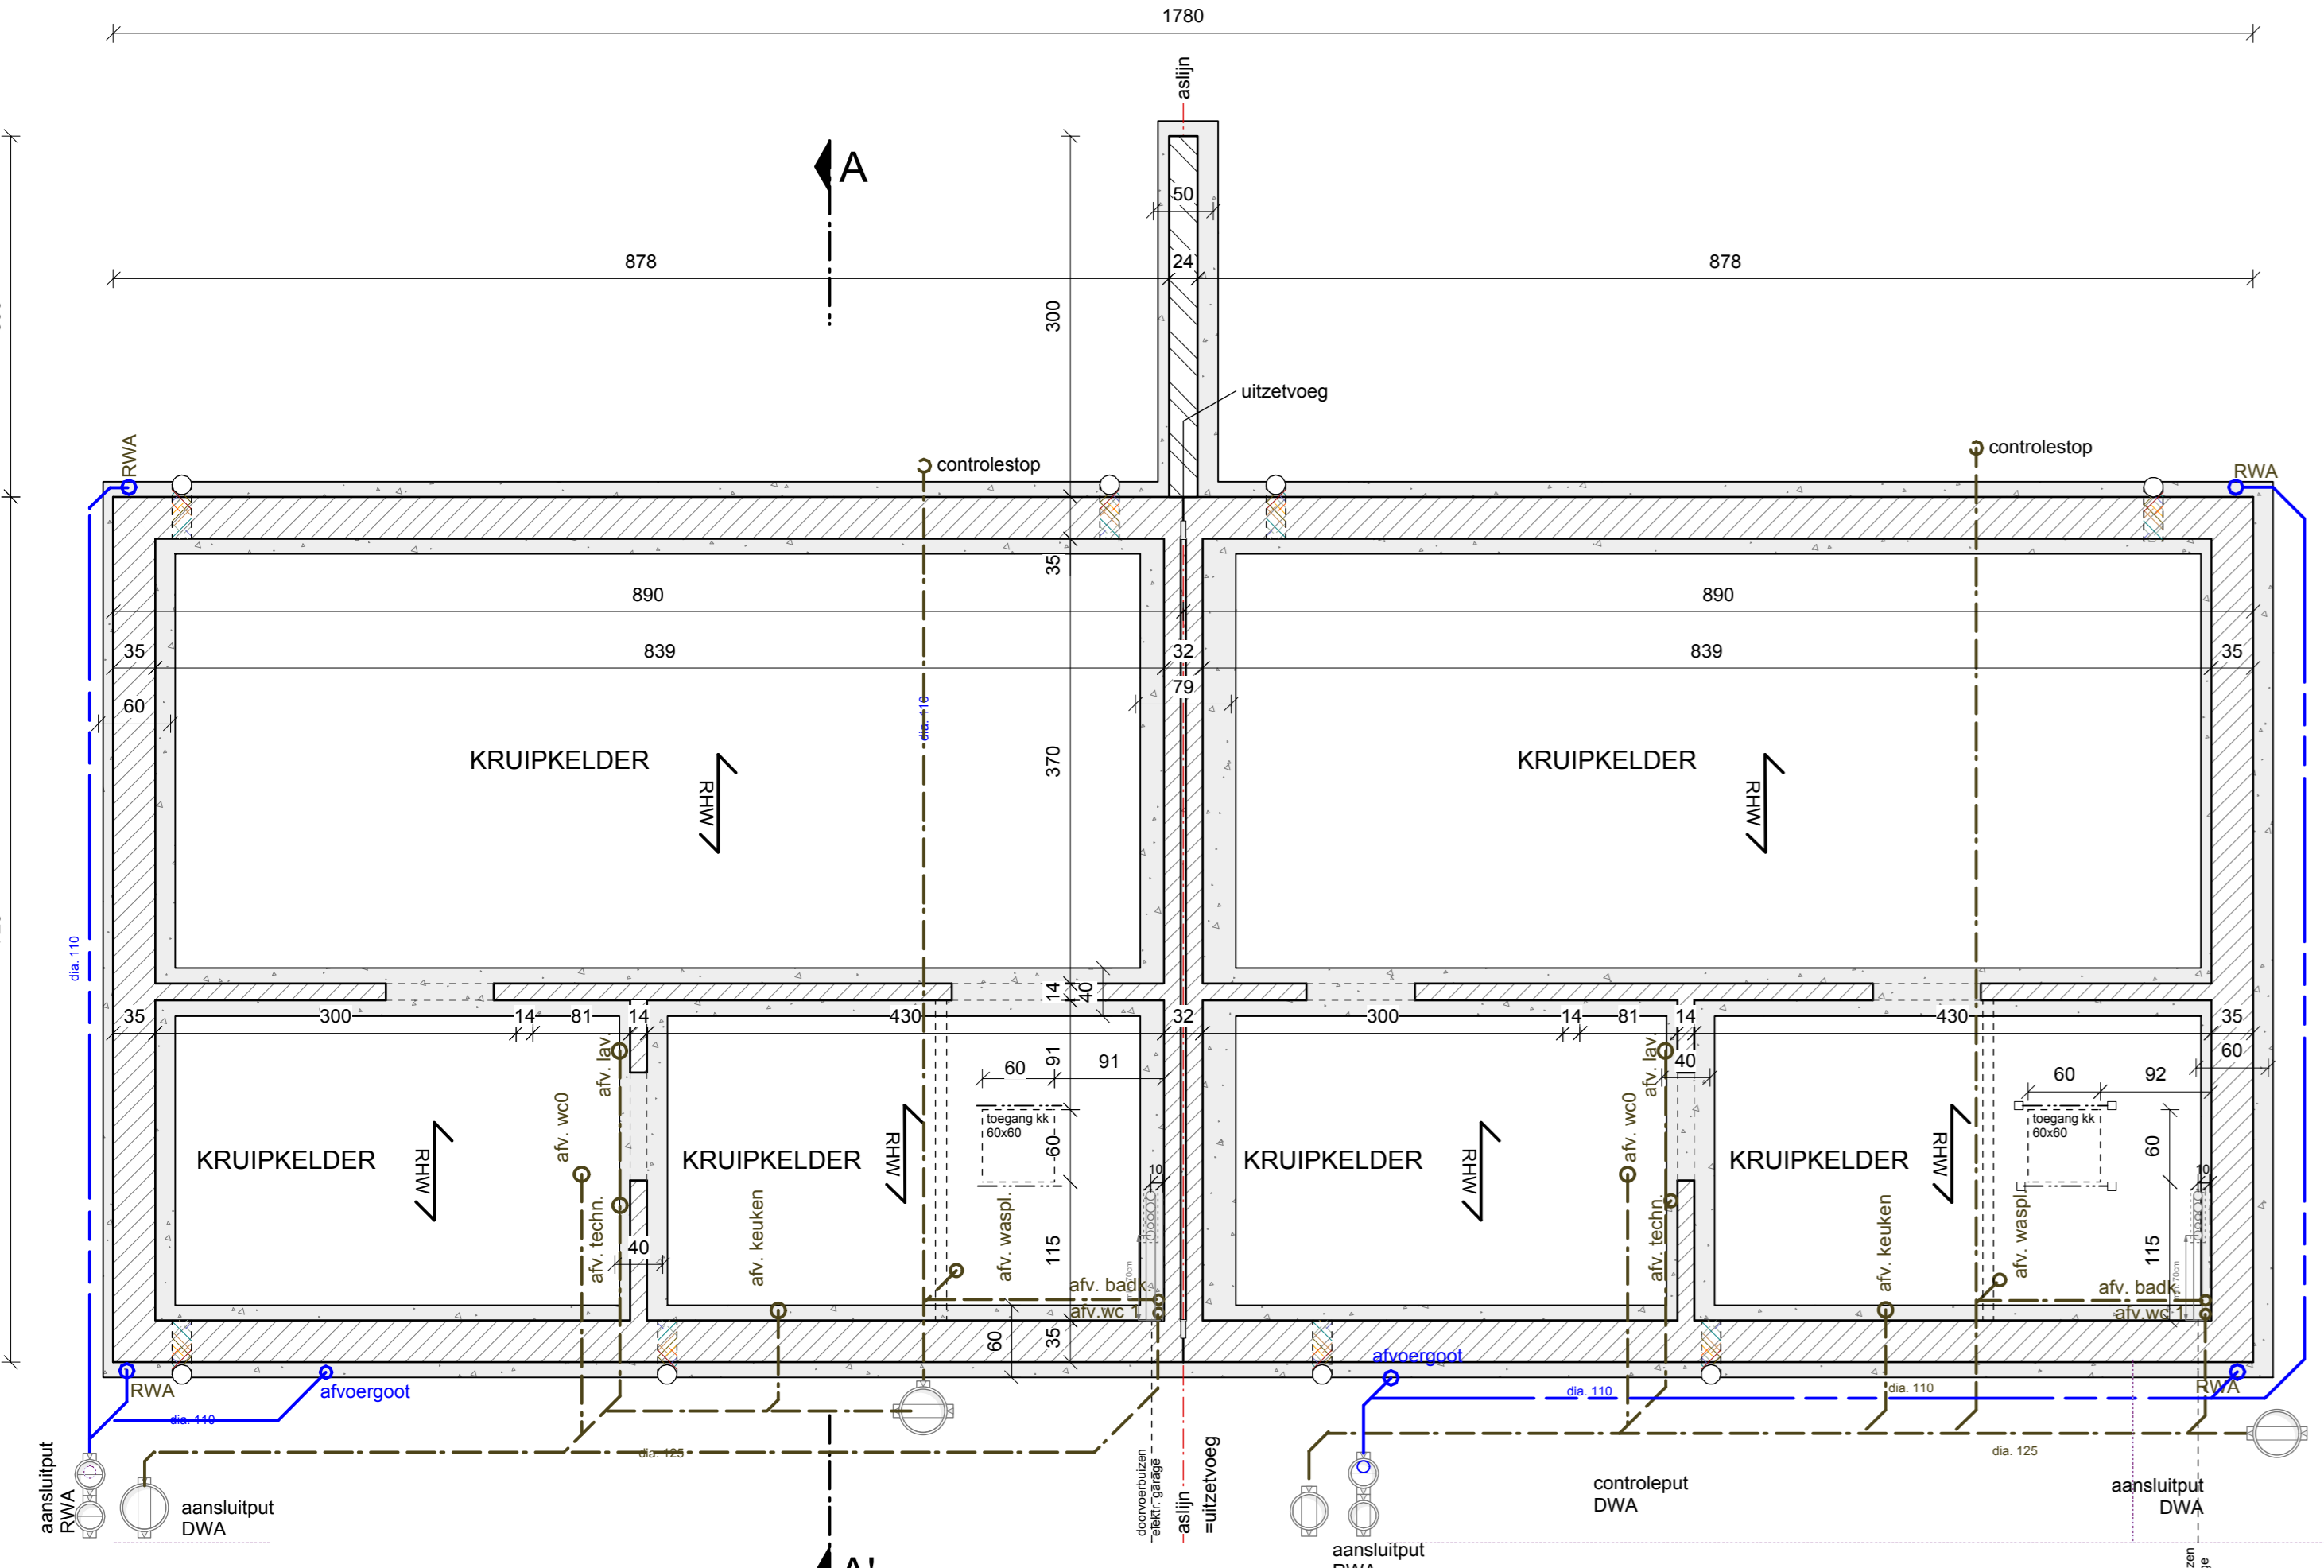 1780
aslijn
A
50
878
24
878
300
uitzetvoeg
RWA
controlestop
controlestop
RWA
35
890
890
35
839
32
839
35
60
79
dia. 110
KRUIPKELDER
RHW
370
KRUIPKELDER
RHW
dia. 110
14
40
35
300
14
81
14
430
32
300
14
81
14
430
35
60
91
91
60
40
60
92
afv. lav.
afv. wc0
afv. lav.
afv. wc0
toegang kk
60x60
toegang kk
60x60
60
60
KRUIPKELDER
RHW
KRUIPKELDER
RHW
KRUIPKELDER
RHW
KRUIPKELDER
RHW
10
10
afv. techn.
40
afv. keuken
afv. waspl.
115
afv. techn.
afv. keuken
afv. waspl.
115
70cm
70cm
afv. badk.
afv.wc 1
afv. badk.
afv.wc 1
60
35
RWA
afvoergoot
dia. 110
afvoergoot
dia. 110
dia. 110
RWA
dia. 125
dia. 125
aansluitput
RWA
aansluitput
DWA
doorvoerbuizen
elektr. garage
aslijn
=uitzetvoeg
controleput
DWA
aansluitput
DWA
aansluitput
RWA
A'